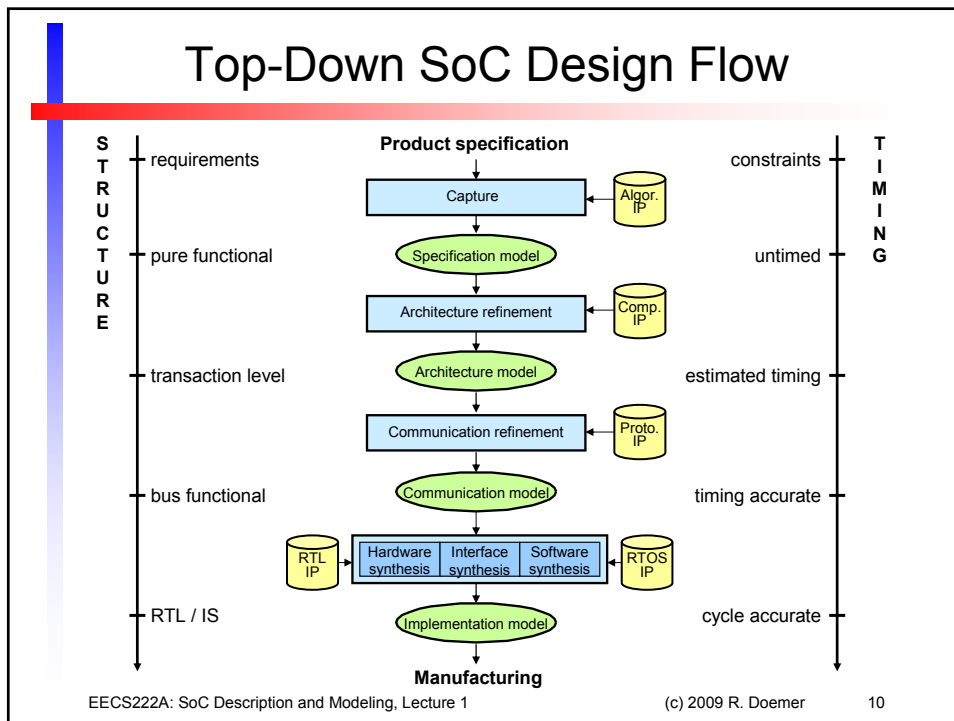 Top-Down SoC Design Flow
STRUCTURE
TIMING
Product specification
requirements
constraints
Capture
Algor.
IP
pure functional
Specification model
untimed
Architecture refinement
Comp.
IP
transaction level
Architecture model
estimated timing
Communication refinement
Proto.
IP
bus functional
Communication model
timing accurate
RTL
IP
Hardware
synthesis
Interface
synthesis
Software
synthesis
RTOS
IP
RTL / IS
Implementation model
cycle accurate
Manufacturing
EECS222A: SoC Description and Modeling, Lecture 1
(c) 2009 R. Doemer
10